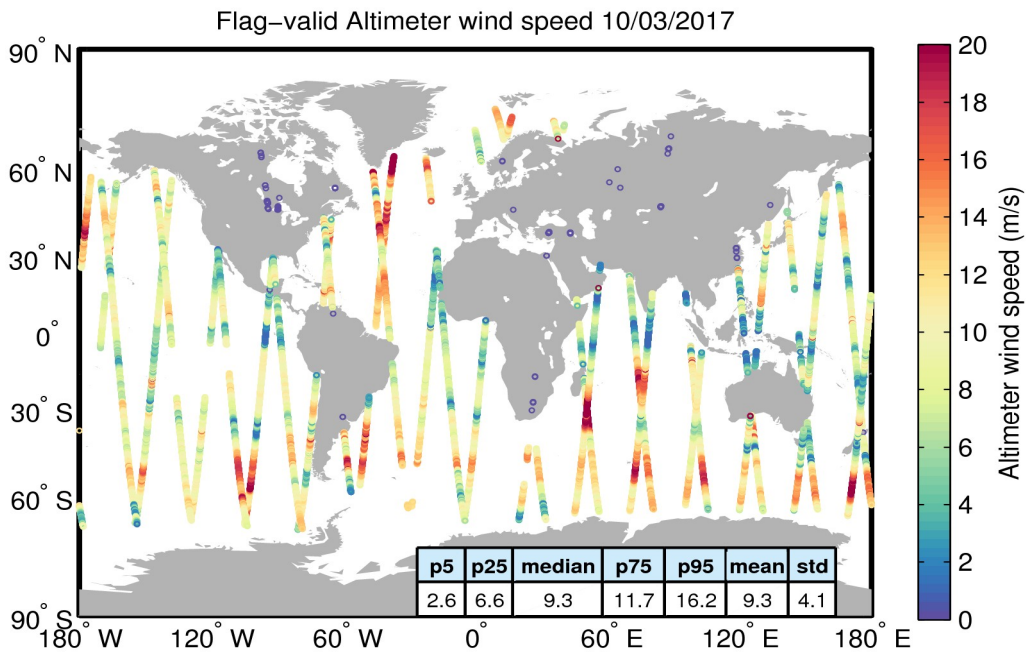 Flag−valid Altimeter wind speed 10/03/2017
90° N
60° N
30° N
0°
30° S
60° S
90° S
180° W
120° W
60° W
0°
60° E
120° E
180° E
p5 p25 median p75 p95 mean std
2.6 6.6 9.3 11.7 16.2 9.3 4.1
20
18
16
14
12
10
8
6
4
2
0
Altimeter wind speed (m/s)